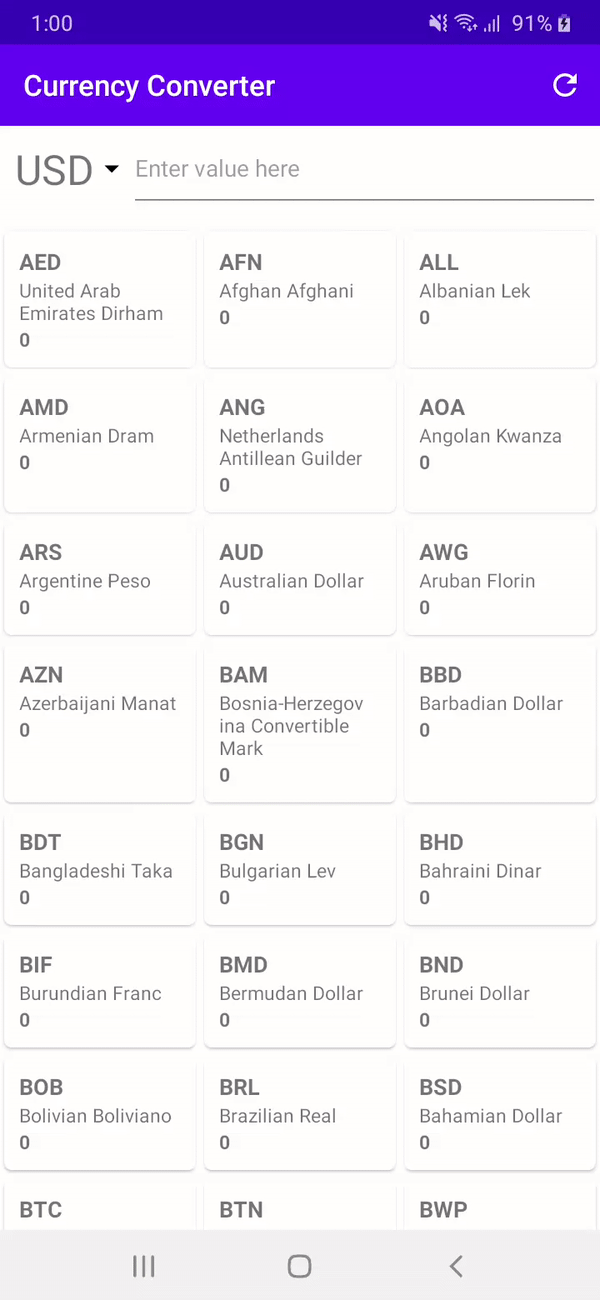 1:00
91%
Currency Converter
USD
Enter value here
AED
United Arab
Emirates Dirham
0
AFN
Afghan Afghani
0
ALL
Albanian Lek
0
AMD
Armenian Dram
0
ANG
Netherlands
Antillean Guilder
0
AOA
Angolan Kwanza
0
ARS
Argentine Peso
0
AUD
Australian Dollar
0
AWG
Aruban Florin
0
AZN
Azerbaijani Manat
0
BAM
Bosnia-Herzegov
ina Convertible
Mark
0
BBD
Barbadian Dollar
0
BDT
Bangladeshi Taka
0
BGN
Bulgarian Lev
0
BHD
Bahraini Dinar
0
BIF
Burundian Franc
0
BMD
Bermudan Dollar
0
BND
Brunei Dollar
0
BOB
Bolivian Boliviano
0
BRL
Brazilian Real
0
BSD
Bahamian Dollar
0
BTC
BTN
BWP